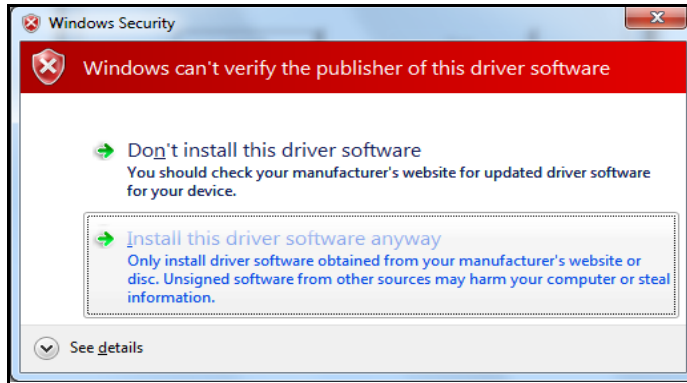 Windows Security
Windows can't verify the publisher of this driver software
Don't install this driver software
You should check your manufacturer's website for updated driver software
for your device.
Install this driver software anyway
Only install driver software obtained from your manufacturer's website or
disc. Unsigned software from other sources may harm your computer or steal
information.
See details